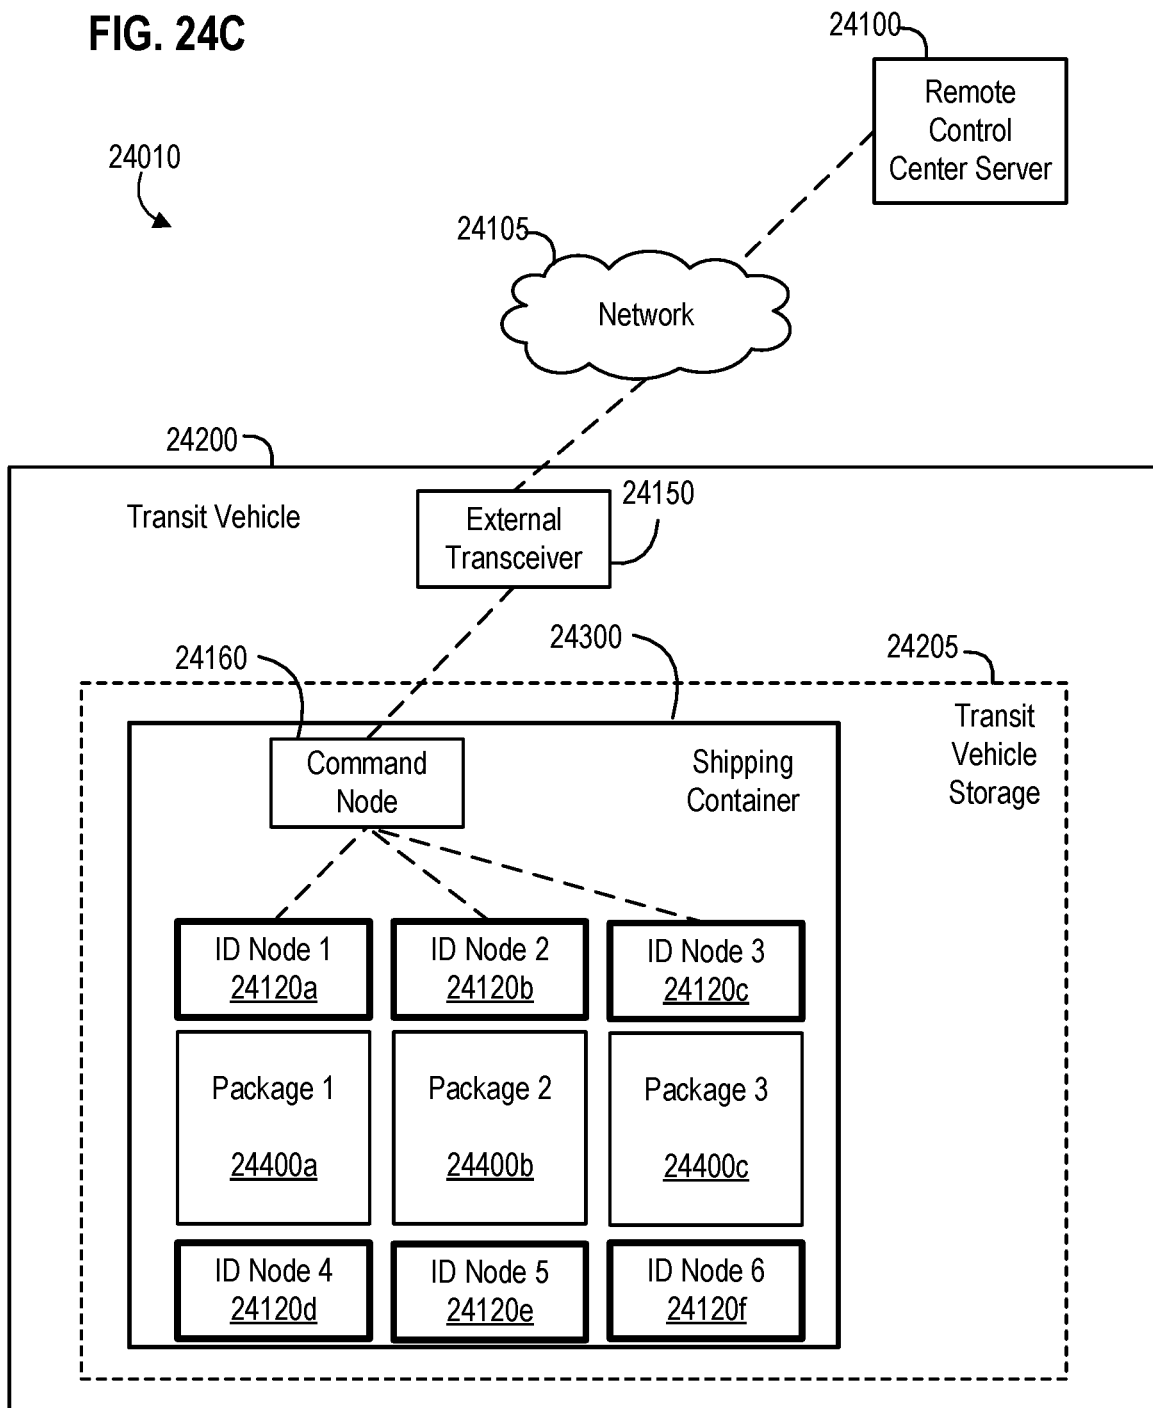 FIG. 24C
24100
Remote
Control
Center Server
24010
24105
Network
24200
Transit Vehicle
External
Transceiver
24150
24160
24300
24205
Command
Node
Shipping
Container
Transit
Vehicle
Storage
ID Node 1
24120a
ID Node 2
24120b
ID Node 3
24120c
Package 1
24400a
Package 2
24400b
Package 3
24400c
ID Node 4
24120d
ID Node 5
24120e
ID Node 6
24120f